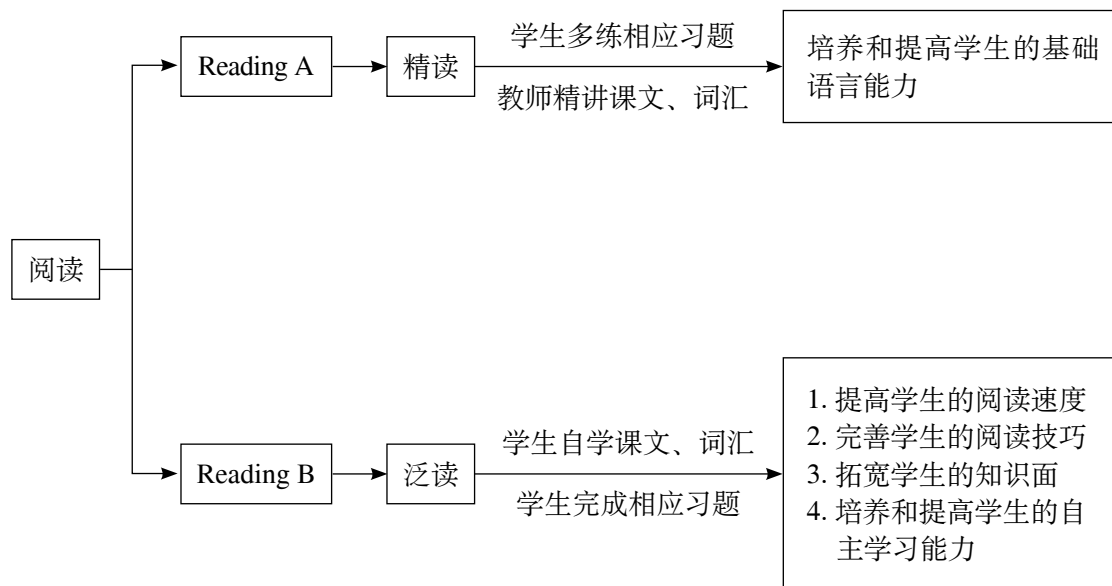 阅读
Reading A
精读
学生多练相应习题
教师精讲课文、词汇
培养和提高学生的基础
语言能力
Reading B
泛读
学生自学课文、词汇
学生完成相应习题
1. 提高学生的阅读速度
2. 完善学生的阅读技巧
3. 拓宽学生的知识面
4. 培养和提高学生的自
主学习能力